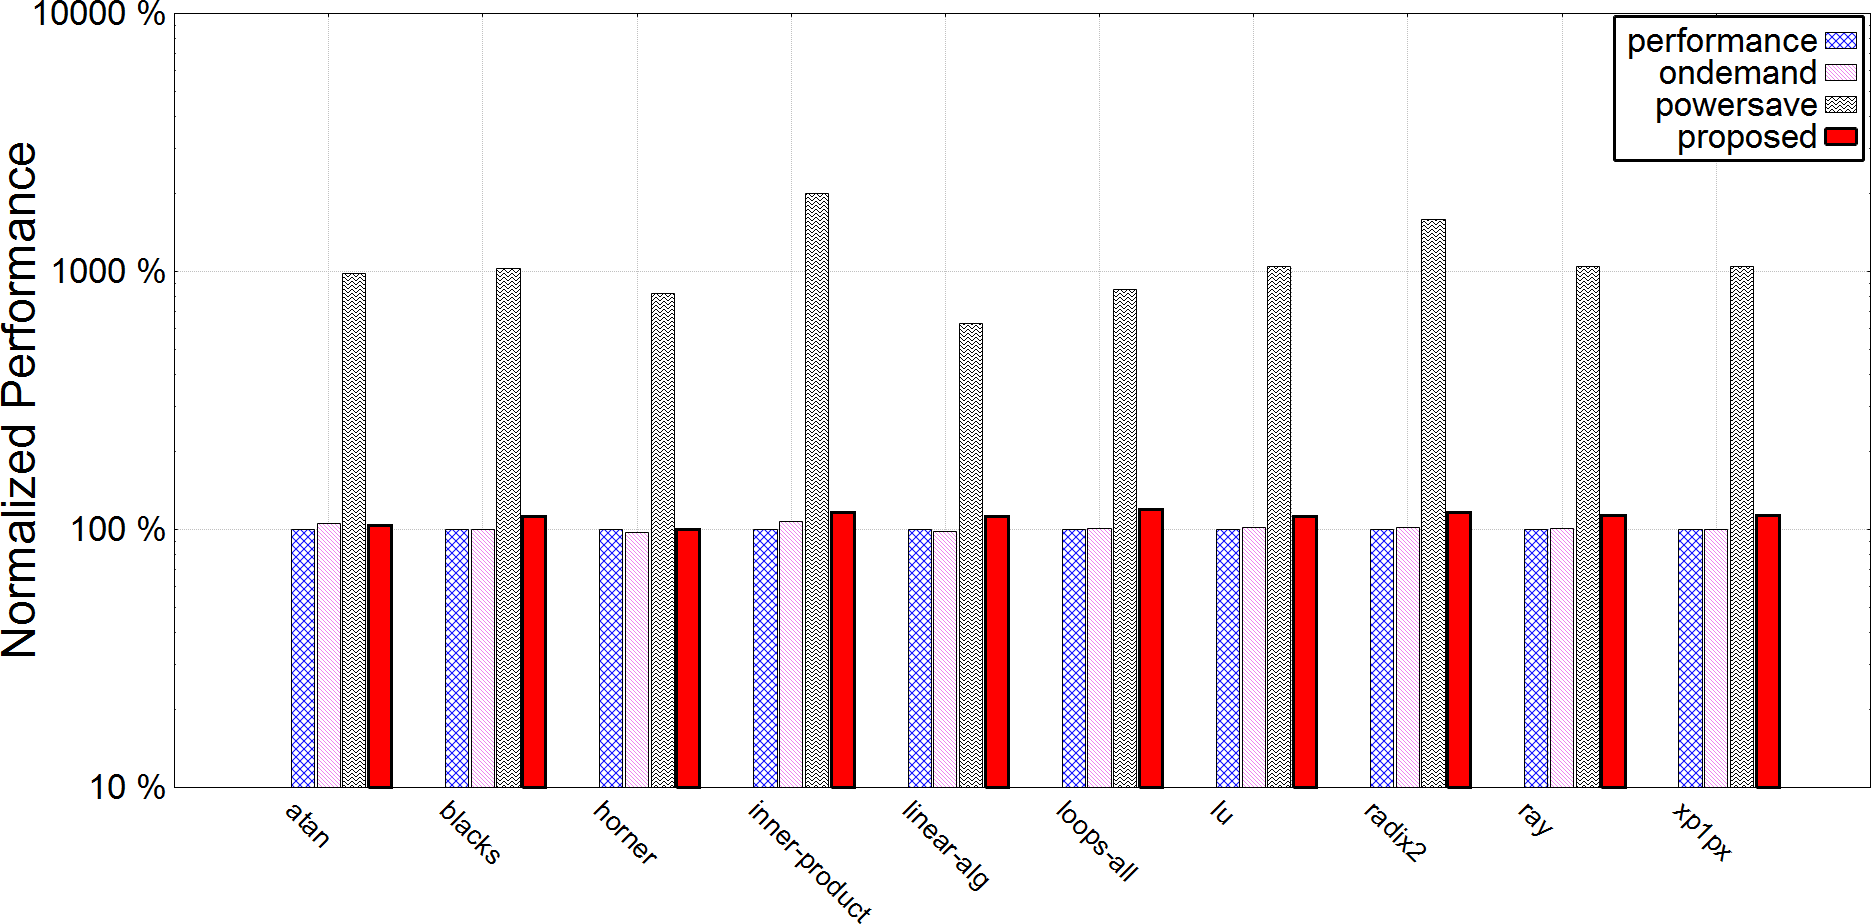 10000 %
1000 %
100 %
10 %
Normalized Performance
performance
ondemand
powersave
proposed
atan
blacks
horner
inner-product
linear-alg
loops-all
lu
radix2
ray
xp1px